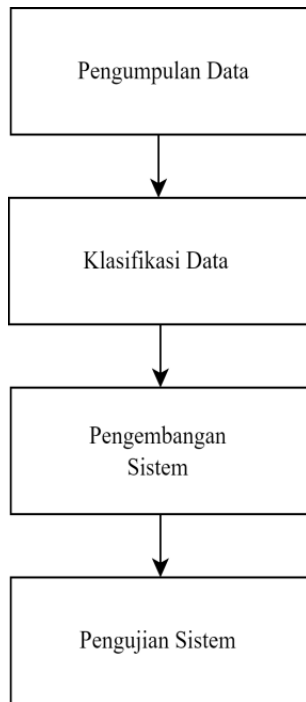 Pengumpulan Data
Klasifikasi Data
Pengembangan
Sistem
Pengujian Sistem